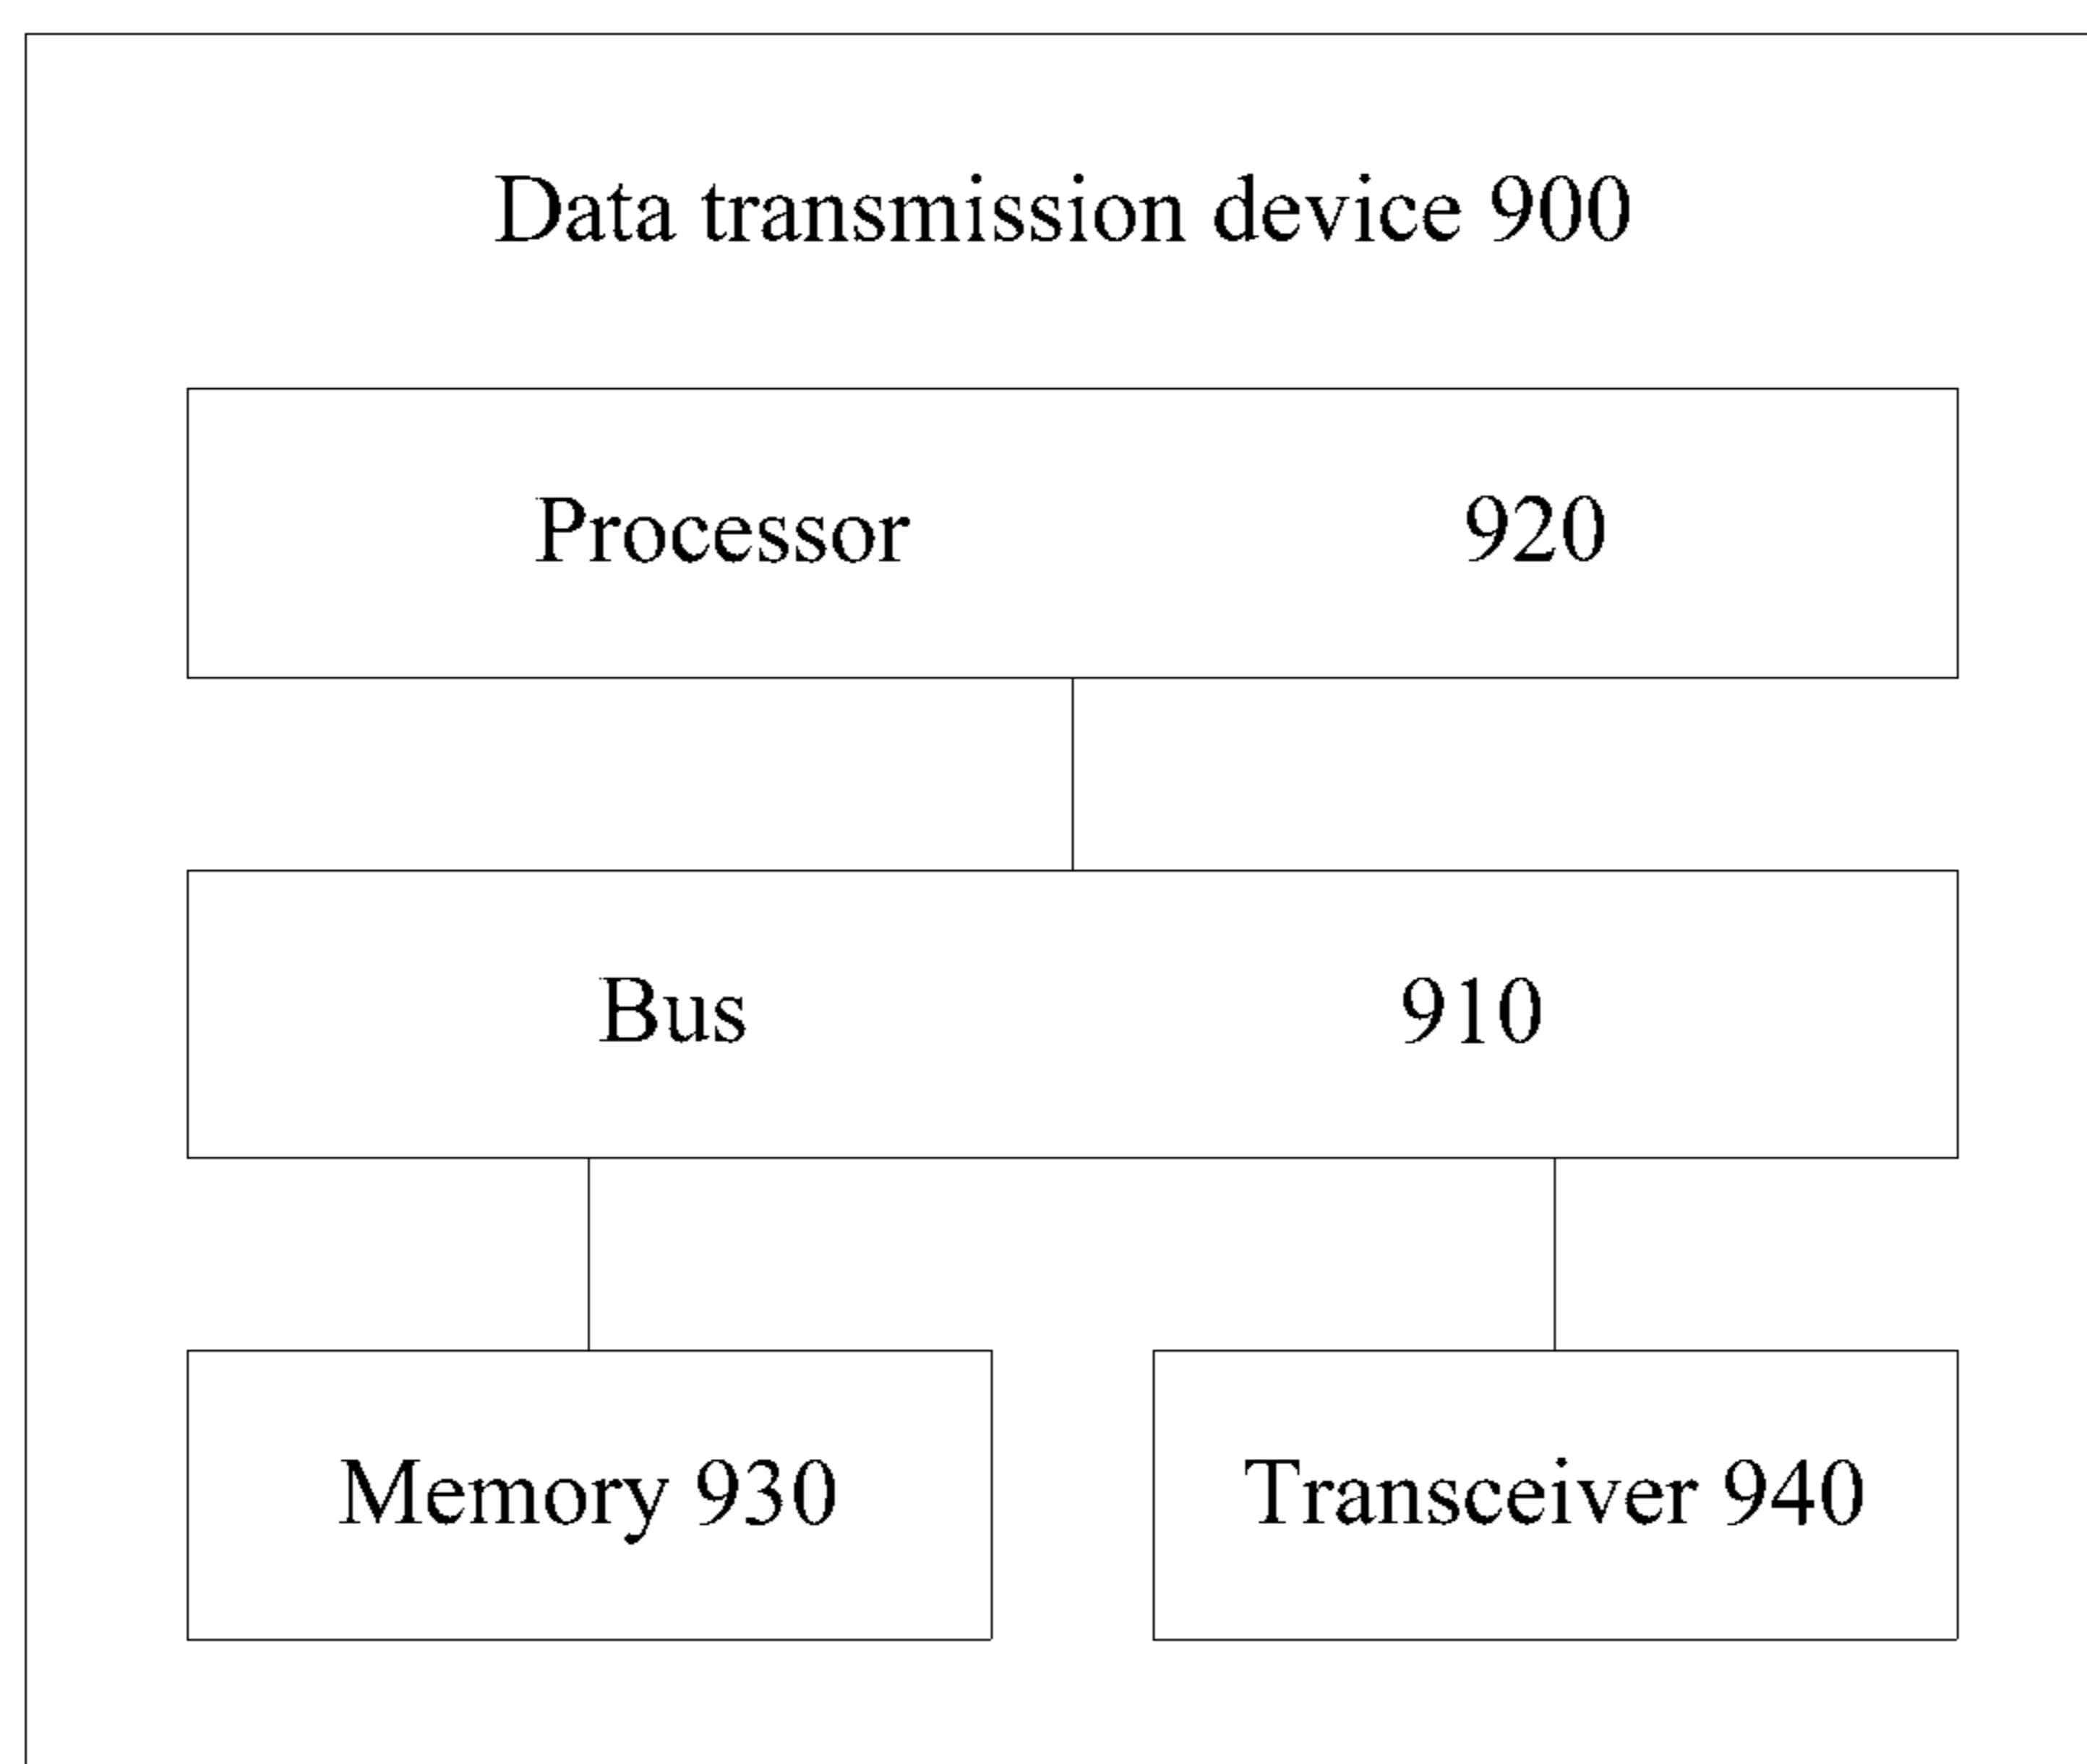 Data transmission device 900
Processor 920
Bus 910
Memory 930
Transceiver 940